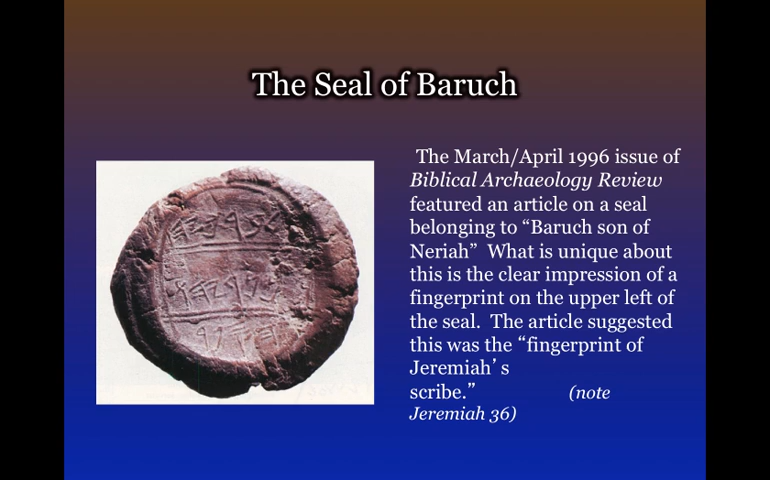 The Seal of Baruch
The March/April 1996 issue of
Biblical Archaeology Review
featured an article on a seal
belonging to “Baruch son of
Neriah”  What is unique about
this is the clear impression of a
fingerprint on the upper left of
the seal.  The article suggested
this was the “fingerprint of
Jeremiah’s
scribe.” (note
Jeremiah 36)